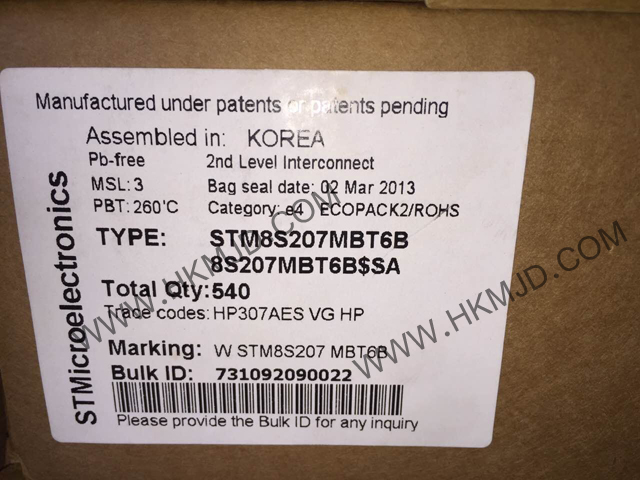 Manufactured under patents or patents pending
Assembled in: KOREA
Pb-free 2nd Level Interconnect
MSL: 3 Bag seal date: 02 Mar 2013
PBT: 260'C Category: e4 ECOPACK2/ROHS
TYPE: STM8S207MBT6B
8S207MBT6B$SA
Total Qty: 540
Trade codes: HP307AES VG HP
Marking: W STM8S207 MBT6B
Bulk ID: 731092090022
Please provide the Bulk ID for any inquiry
STMicroelectronics
WWW.HKMJD.COM
WWW.HKMJD.COM